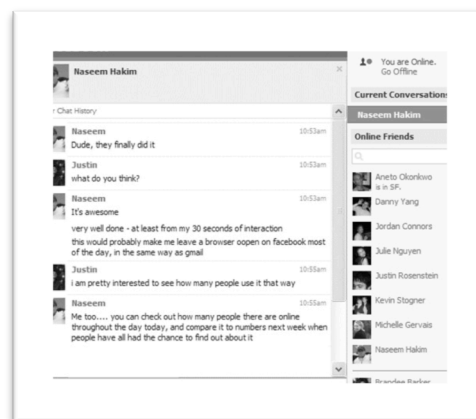 You are Online.
Go Offline
Naseem Hakim
Current Conversations
Naseem Hakim
Chat History
Online Friends
Naseem 10:53am
Dude, they finally did it
Justin 10:53am
what do you think?
Naseem 10:53am
It's awesome
very well done - at least from my 30 seconds of interaction
this would probably make me leave a browser oopen on facebook most
of the day, in the same way as gmail
Justin 10:55am
i am pretty interested to see how many people use it that way
Naseem 10:55am
Me too.... you can check out how many people there are online
throughout the day today, and compare it to numbers next week when
people have all had the chance to find out about it
Aneto Okonkwo
is in SF.
Danny Yang
Jordan Connors
Julie Nguyen
Justin Rosenstein
Kevin Stogner
Michelle Gervais
Naseem Hakim
Brandee Barker